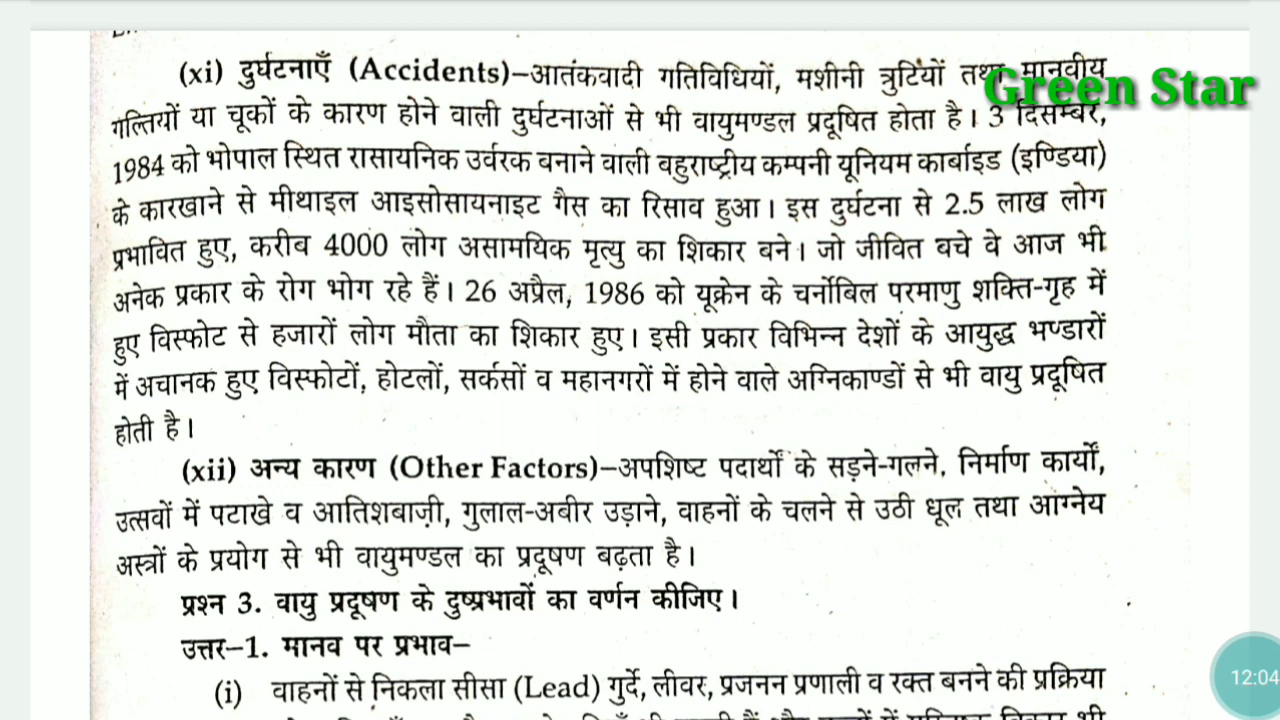 (xi) दुर्घटनाएँ (Accidents)–आतंकवादी गतिविधियों, मशीनी त्रुटियों तथा मानवीय
Green Star
गल्तियों या चूकों के कारण होने वाली दुर्घटनाओं से भी वायुमण्डल प्रदूषित होता है। 3 दिसम्बर,
1984 को भोपाल स्थित रासायनिक उर्वरक बनाने वाली बहुराष्ट्रीय कम्पनी यूनियम कार्बाइड (इण्डिया)
के कारखाने से मीथाइल आइसोसायनाइट गैस का रिसाव हुआ। इस दुर्घटना से 2.5 लाख लोग
प्रभावित हुए, करीब 4000 लोग असामयिक मृत्यु का शिकार बने। जो जीवित बचे वे आज भी
अनेक प्रकार के रोग भोग रहे हैं। 26 अप्रैल, 1986 को यूक्रेन के चर्नोबिल परमाणु शक्ति-गृह में
हुए विस्फोट से हजारों लोग मौता का शिकार हुए। इसी प्रकार विभिन्न देशों के आयुद्ध भण्डारों
में अचानक हुए विस्फोटों, होटलों, सर्कसों व महानगरों में होने वाले अग्निकाण्डों से भी वायु प्रदूषित
होती है।
(xii) अन्य कारण (Other Factors)–अपशिष्ट पदार्थों के सड़ने-गलने, निर्माण कार्यों,
उत्सवों में पटाखे व आतिशबाज़ी, गुलाल-अबीर उड़ाने, वाहनों के चलने से उठी धूल तथा आग्नेय
अस्त्रों के प्रयोग से भी वायुमण्डल का प्रदूषण बढ़ता है।
प्रश्न 3. वायु प्रदूषण के दुष्प्रभावों का वर्णन कीजिए।
उत्तर–1. मानव पर प्रभाव–
(i) वाहनों से निकला सीसा (Lead) गुर्दे, लीवर, प्रजनन प्रणाली व रक्त बनने की प्रक्रिया
12:04